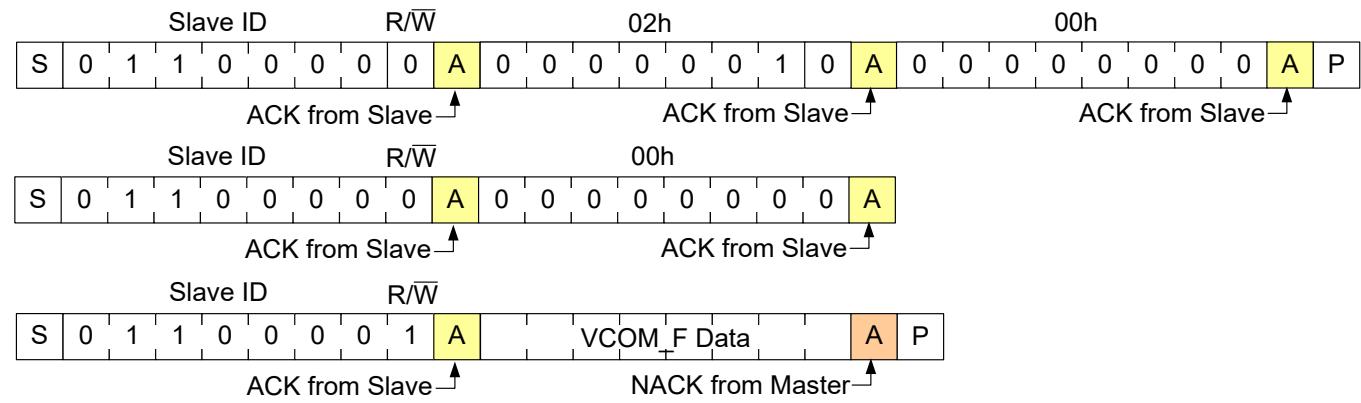 Slave ID R/W̅ 02h 00h
S 0 1 1 0 0 0 0 0 A 0 0 0 0 0 0 1 0 A 0 0 0 0 0 0 0 0 A P
ACK from Slave ACK from Slave ACK from Slave
Slave ID R/W̅ 00h
S 0 1 1 0 0 0 0 0 A 0 0 0 0 0 0 0 0 A
ACK from Slave ACK from Slave
Slave ID R/W̅
S 0 1 1 0 0 0 0 1 A VCOM_F Data A P
ACK from Slave NACK from Master